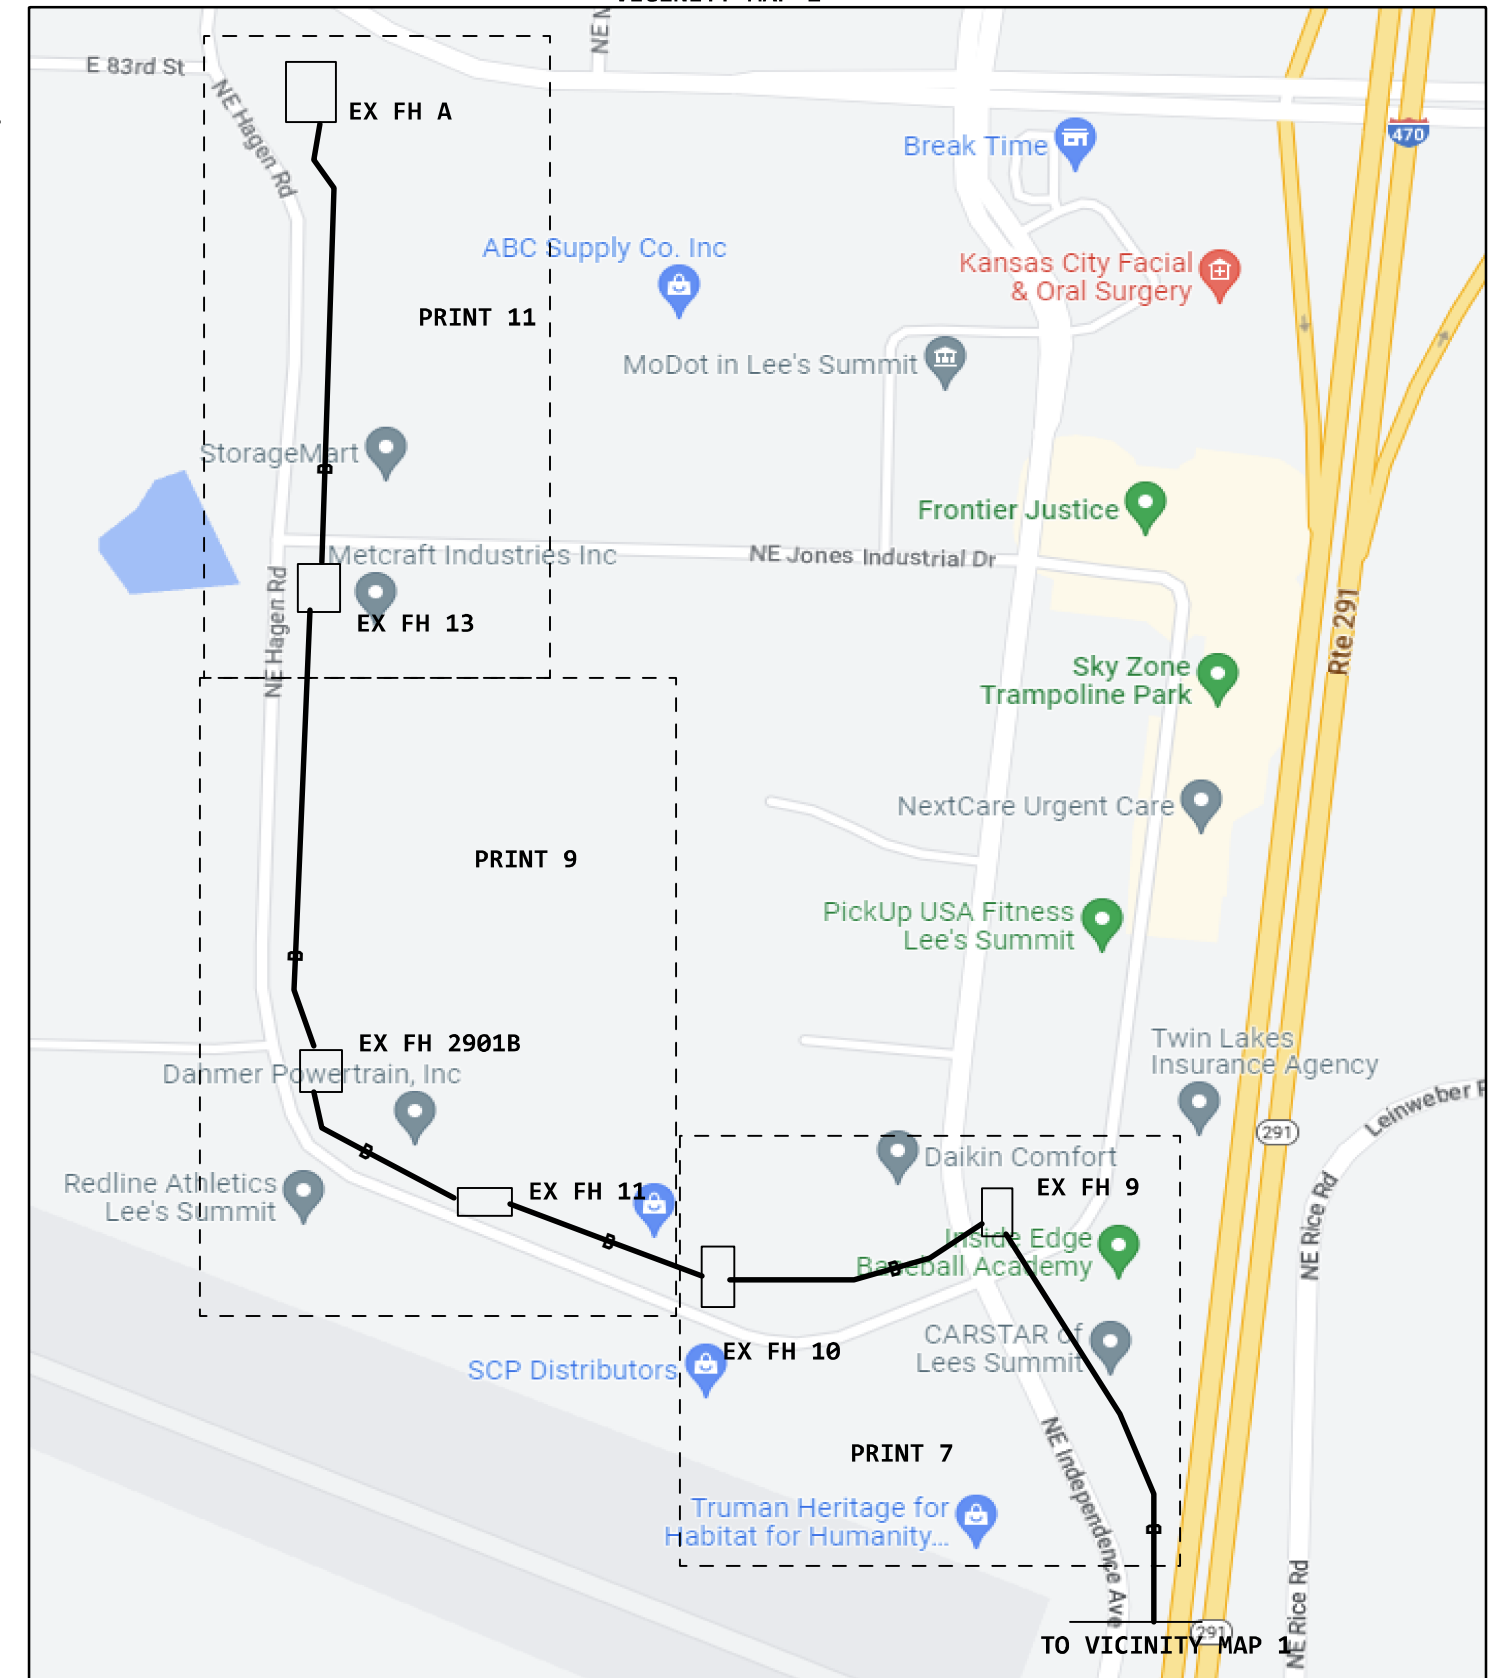 E 83rd St
NE Hagen Rd
EX FH A
470
Break Time
ABC Supply Co. Inc
Kansas City Facial
& Oral Surgery
PRINT 11
MoDot in Lee's Summit
StorageMart
Frontier Justice
Metcraft Industries Inc
NE Jones Industrial Dr
EX FH 13
NE Hagen Rd
Rte 291
Sky Zone
Trampoline Park
NextCare Urgent Care
PRINT 9
PickUp USA Fitness
Lee's Summit
EX FH 2901B
Twin Lakes
Insurance Agency
Dahmer Powertrain, Inc
Leinweber
291
Daikin Comfort
Redline Athletics
Lee's Summit
EX FH 11
EX FH 9
NE Rice Rd
Inside Edge
Baseball Academy
CARSTAR of
Lees Summit
EX FH 10
SCP Distributors
PRINT 7
NE Independence Ave
Truman Heritage for
Habitat for Humanity...
NE Rice Rd
291
TO VICINITY MAP 1